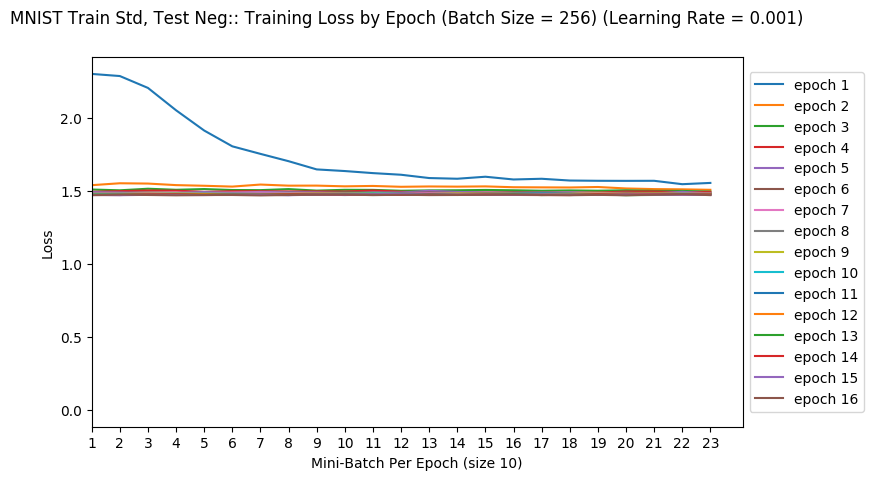 MNIST Train Std, Test Neg:: Training Loss by Epoch (Batch Size = 256) (Learning Rate = 0.001)
2.0
1.5
1.0
0.5
0.0
Loss
1 2 3 4 5 6 7 8 9 10 11 12 13 14 15 16 17 18 19 20 21 22 23
Mini-Batch Per Epoch (size 10)
epoch 1
epoch 2
epoch 3
epoch 4
epoch 5
epoch 6
epoch 7
epoch 8
epoch 9
epoch 10
epoch 11
epoch 12
epoch 13
epoch 14
epoch 15
epoch 16